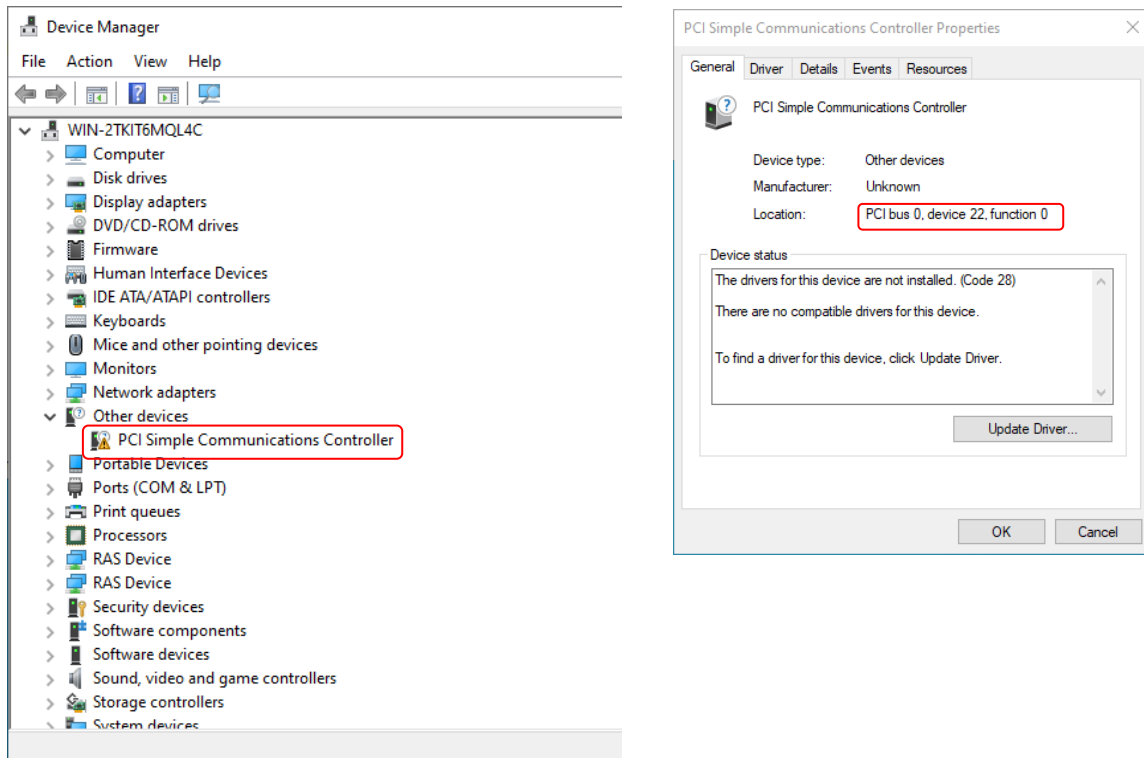 Device Manager
File Action View Help
WIN-2TKIT6MQL4C
Computer
Disk drives
Display adapters
DVD/CD-ROM drives
Firmware
Human Interface Devices
IDE ATA/ATAPI controllers
Keyboards
Mice and other pointing devices
Monitors
Network adapters
Other devices
PCI Simple Communications Controller
Portable Devices
Ports (COM & LPT)
Print queues
Processors
RAS Device
RAS Device
Security devices
Software components
Software devices
Sound, video and game controllers
Storage controllers
System devices
PCI Simple Communications Controller Properties
General Driver Details Events Resources
PCI Simple Communications Controller
Device type: Other devices
Manufacturer: Unknown
Location: PCI bus 0, device 22, function 0
Device status
The drivers for this device are not installed. (Code 28)
There are no compatible drivers for this device.
To find a driver for this device, click Update Driver.
Update Driver...
OK Cancel